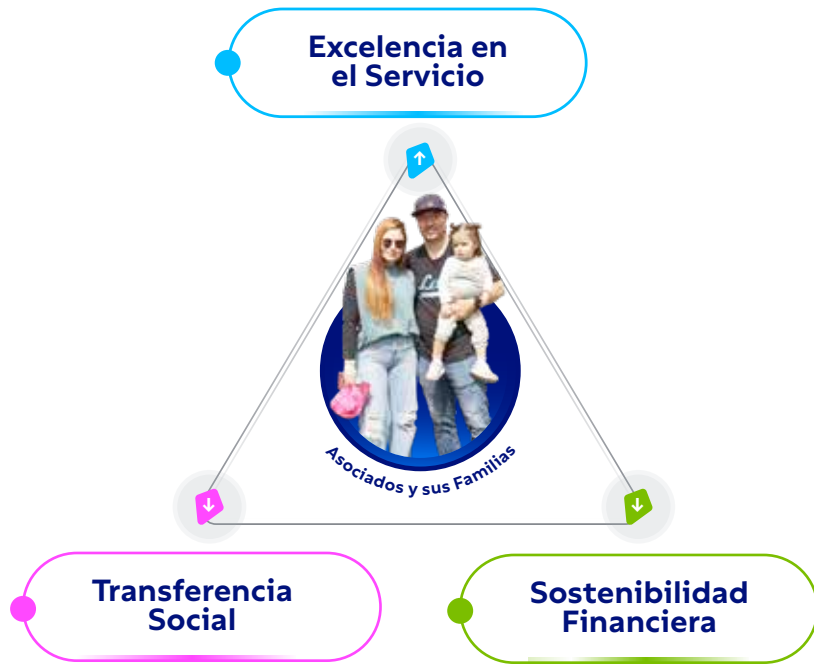 Excelencia en
el Servicio
Asociados y sus Familias
Transferencia
Social
Sostenibilidad
Financiera